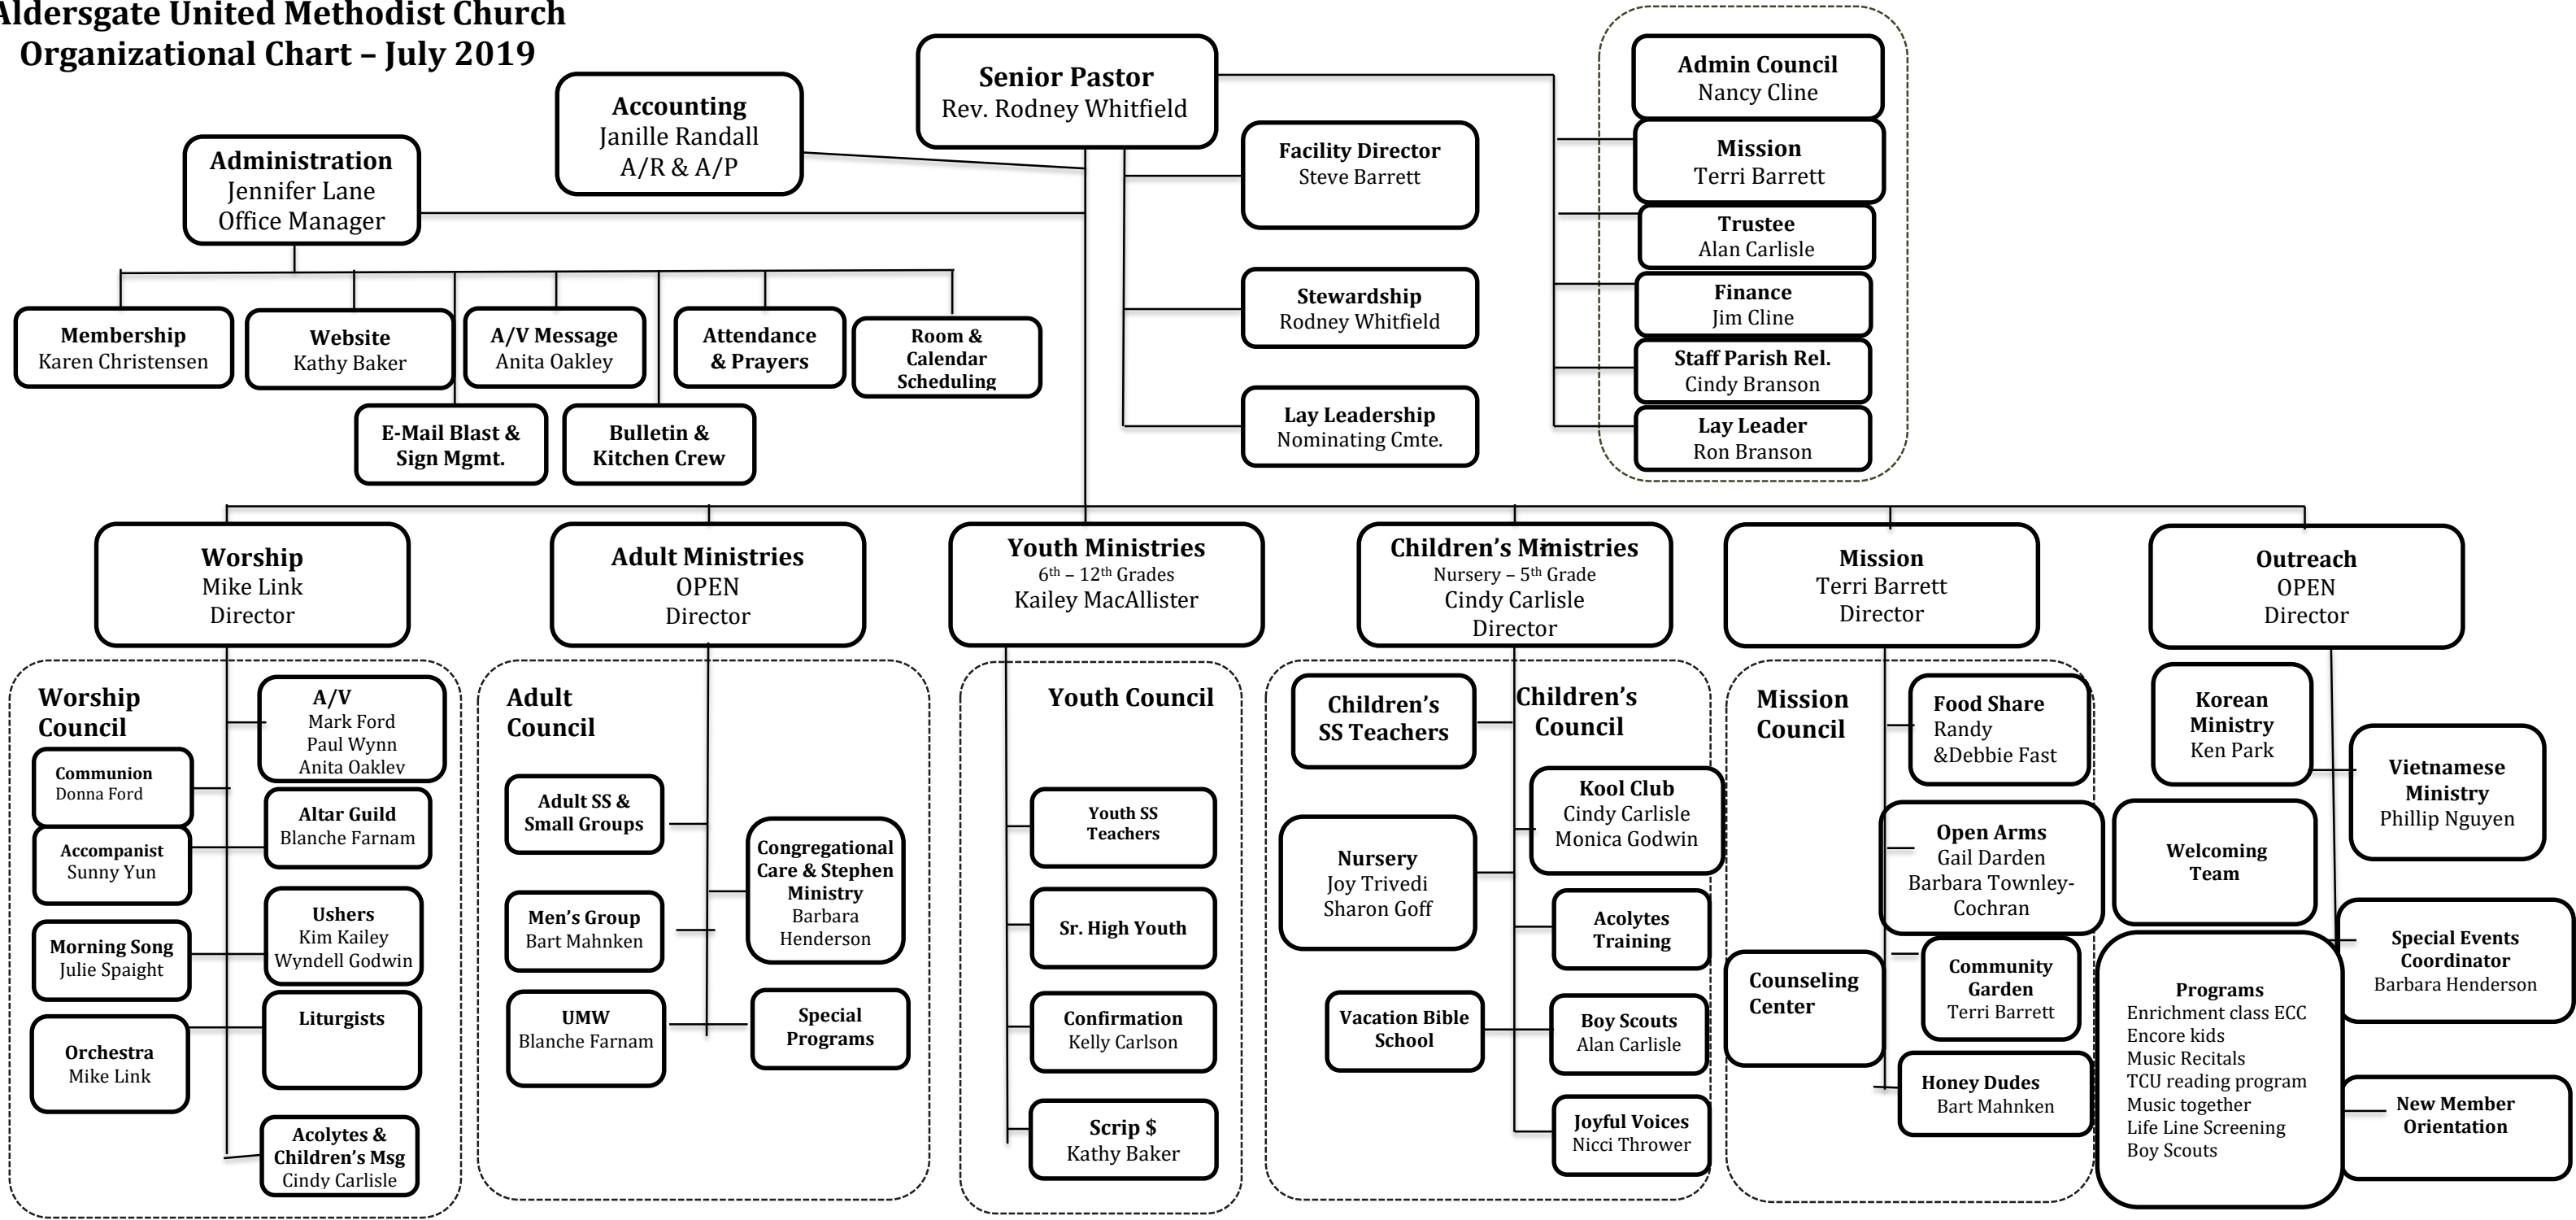 Aldersgate United Methodist Church
Organizational Chart – July 2019
Senior Pastor
Rev. Rodney Whitfield
Accounting
Janille Randall
A/R & A/P
Administration
Jennifer Lane
Office Manager
Facility Director
Steve Barrett
Stewardship
Rodney Whitfield
Lay Leadership
Nominating Cmte.
Admin Council
Nancy Cline
Mission
Terri Barrett
Trustee
Alan Carlisle
Finance
Jim Cline
Staff Parish Rel.
Cindy Branson
Lay Leader
Ron Branson
Membership
Karen Christensen
Website
Kathy Baker
A/V Message
Anita Oakley
Attendance
& Prayers
Room &
Calendar
Scheduling
E-Mail Blast &
Sign Mgmt.
Bulletin &
Kitchen Crew
Worship
Mike Link
Director
Adult Ministries
OPEN
Director
Youth Ministries
6th – 12th Grades
Kailey MacAllister
Children's Ministries
Nursery – 5th Grade
Cindy Carlisle
Director
Mission
Terri Barrett
Director
Outreach
OPEN
Director
Worship
Council
A/V
Mark Ford
Paul Wynn
Anita Oakley
Communion
Donna Ford
Altar Guild
Blanche Farnam
Accompanist
Sunny Yun
Ushers
Kim Kailey
Wyndell Godwin
Morning Song
Julie Spaight
Liturgists
Orchestra
Mike Link
Acolytes &
Children's Msg
Cindy Carlisle
Adult
Council
Adult SS &
Small Groups
Congregational
Care & Stephen
Ministry
Barbara
Henderson
Men's Group
Bart Mahnken
UMW
Blanche Farnam
Special
Programs
Youth Council
Youth SS
Teachers
Sr. High Youth
Confirmation
Kelly Carlson
Scrip $
Kathy Baker
Children's
SS Teachers
Children's
Council
Kool Club
Cindy Carlisle
Monica Godwin
Nursery
Joy Trivedi
Sharon Goff
Acolytes
Training
Vacation Bible
School
Boy Scouts
Alan Carlisle
Joyful Voices
Nicci Thrower
Mission
Council
Food Share
Randy
&Debbie Fast
Open Arms
Gail Darden
Barbara Townley-
Cochran
Counseling
Center
Community
Garden
Terri Barrett
Honey Dudes
Bart Mahnken
Korean
Ministry
Ken Park
Vietnamese
Ministry
Phillip Nguyen
Welcoming
Team
Special Events
Coordinator
Barbara Henderson
Programs
Enrichment class ECC
Encore kids
Music Recitals
TCU reading program
Music together
Life Line Screening
Boy Scouts
New Member
Orientation